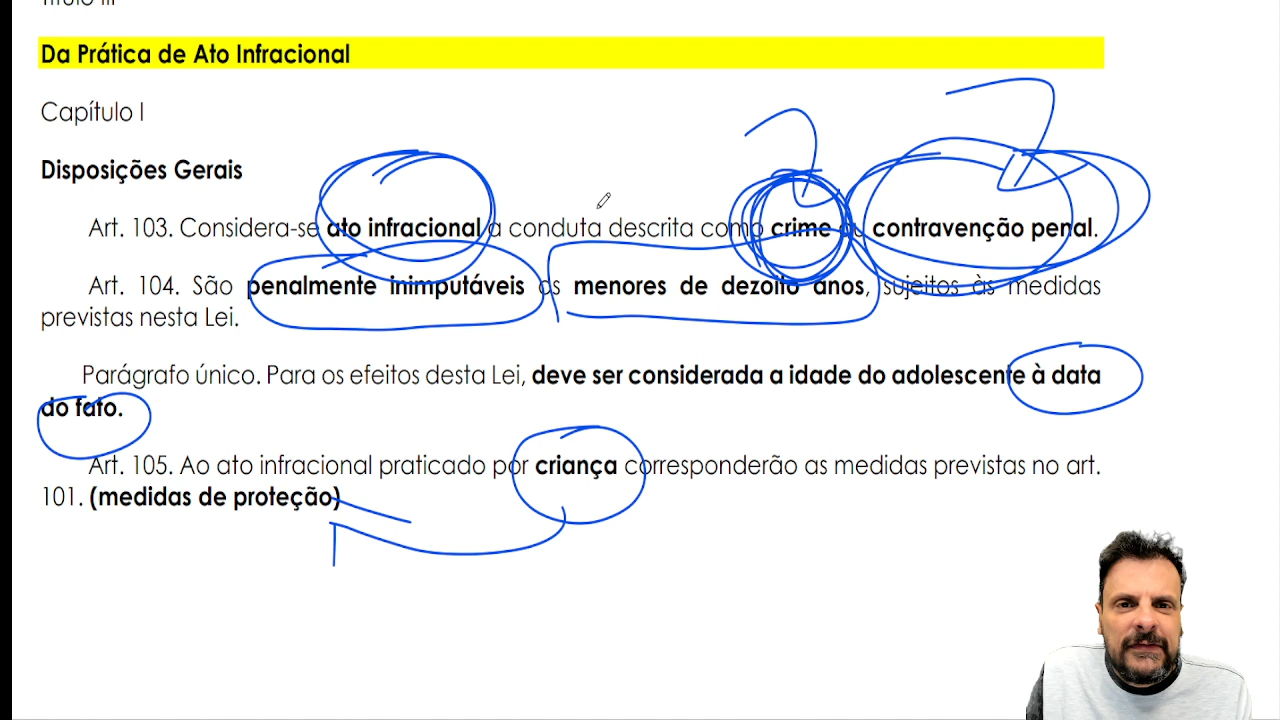 Título III
Da Prática de Ato Infracional
Capítulo I
Disposições Gerais
Art. 103. Considera-se ato infracional a conduta descrita como crime ou contravenção penal.
Art. 104. São penalmente inimputáveis os menores de dezoito anos, sujeitos às medidas
previstas nesta Lei.
Parágrafo único. Para os efeitos desta Lei, deve ser considerada a idade do adolescente à data
do fato.
Art. 105. Ao ato infracional praticado por criança corresponderão as medidas previstas no art.
101. (medidas de proteção)